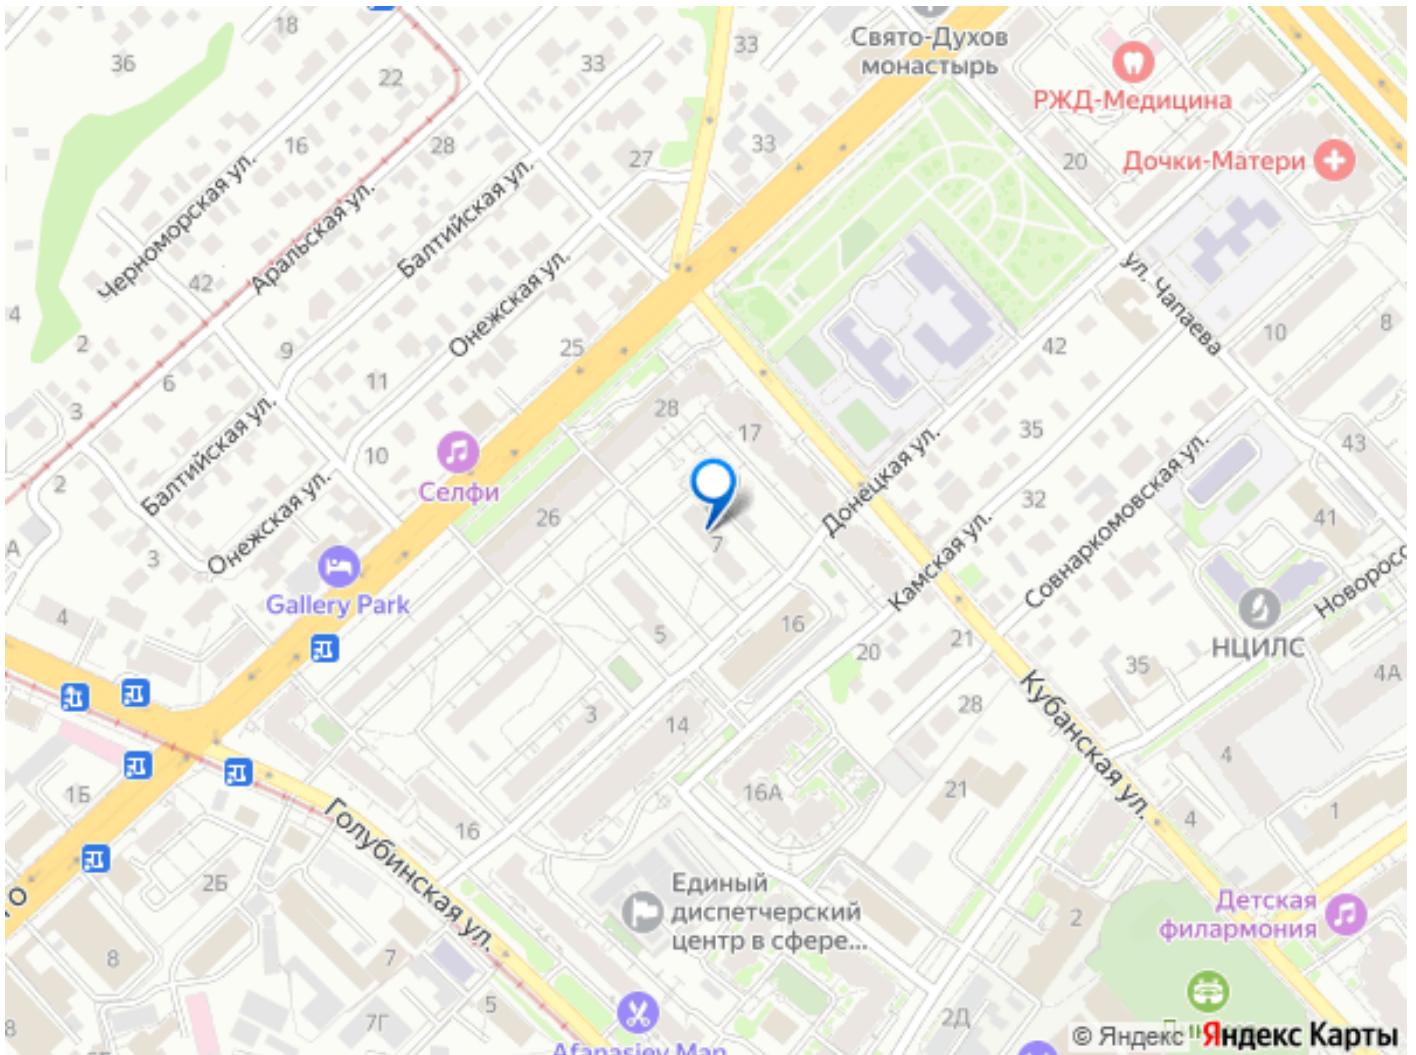 18
36
22
33
33
Свято-Духов
монастырь
РЖД-Медицина
16
28
27
33
20
Дочки-Матери
Черноморская ул.
Аральская ул.
Балтийская ул.
42
ул. Чапаева
Онежская ул.
2
9
25
42
10
8
6
11
3
28
17
35
43
Балтийская ул.
10
Селфи
Донецкая ул.
Совнаркомовская ул.
2
26
32
41
Онежская ул.
3
7
Камская ул.
Gallery Park
4
5
16
20
21
НЦИЛС
35
4А
3
14
28
Кубанская ул.
4
1Б
16А
21
16
Голубинская ул.
4
1
2Б
Единый
диспетчерский
центр в сфере...
2
Детская
филармония
8
7
5
7Г
2Д
8
Afanasiev Man
© Яндекс Яндекс Карты